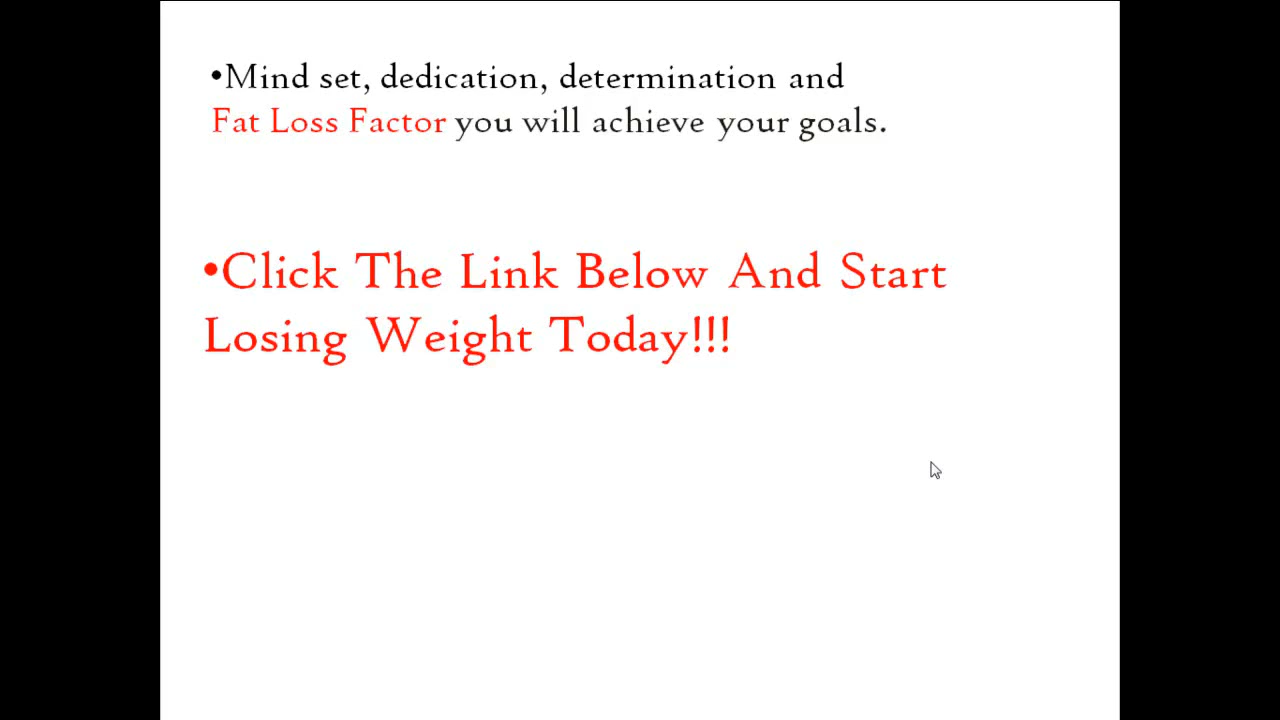 •Mind set, dedication, determination and
Fat Loss Factor you will achieve your goals.
•Click The Link Below And Start
Losing Weight Today!!!